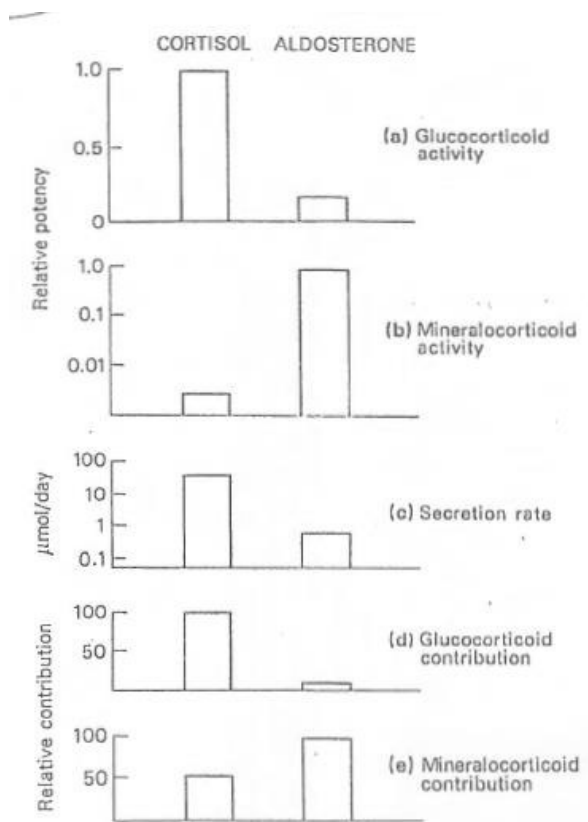 CORTISOL ALDOSTERONE
Relative potency
1.0
0.5
0
(a) Glucocorticoid
activity
1.0
0.1
0.01
(b) Mineralocorticoid
activity
μmol/day
100
10
1
0.1
(c) Secretion rate
Relative contribution
100
50
(d) Glucocorticoid
contribution
100
50
(e) Mineralocorticoid
contribution